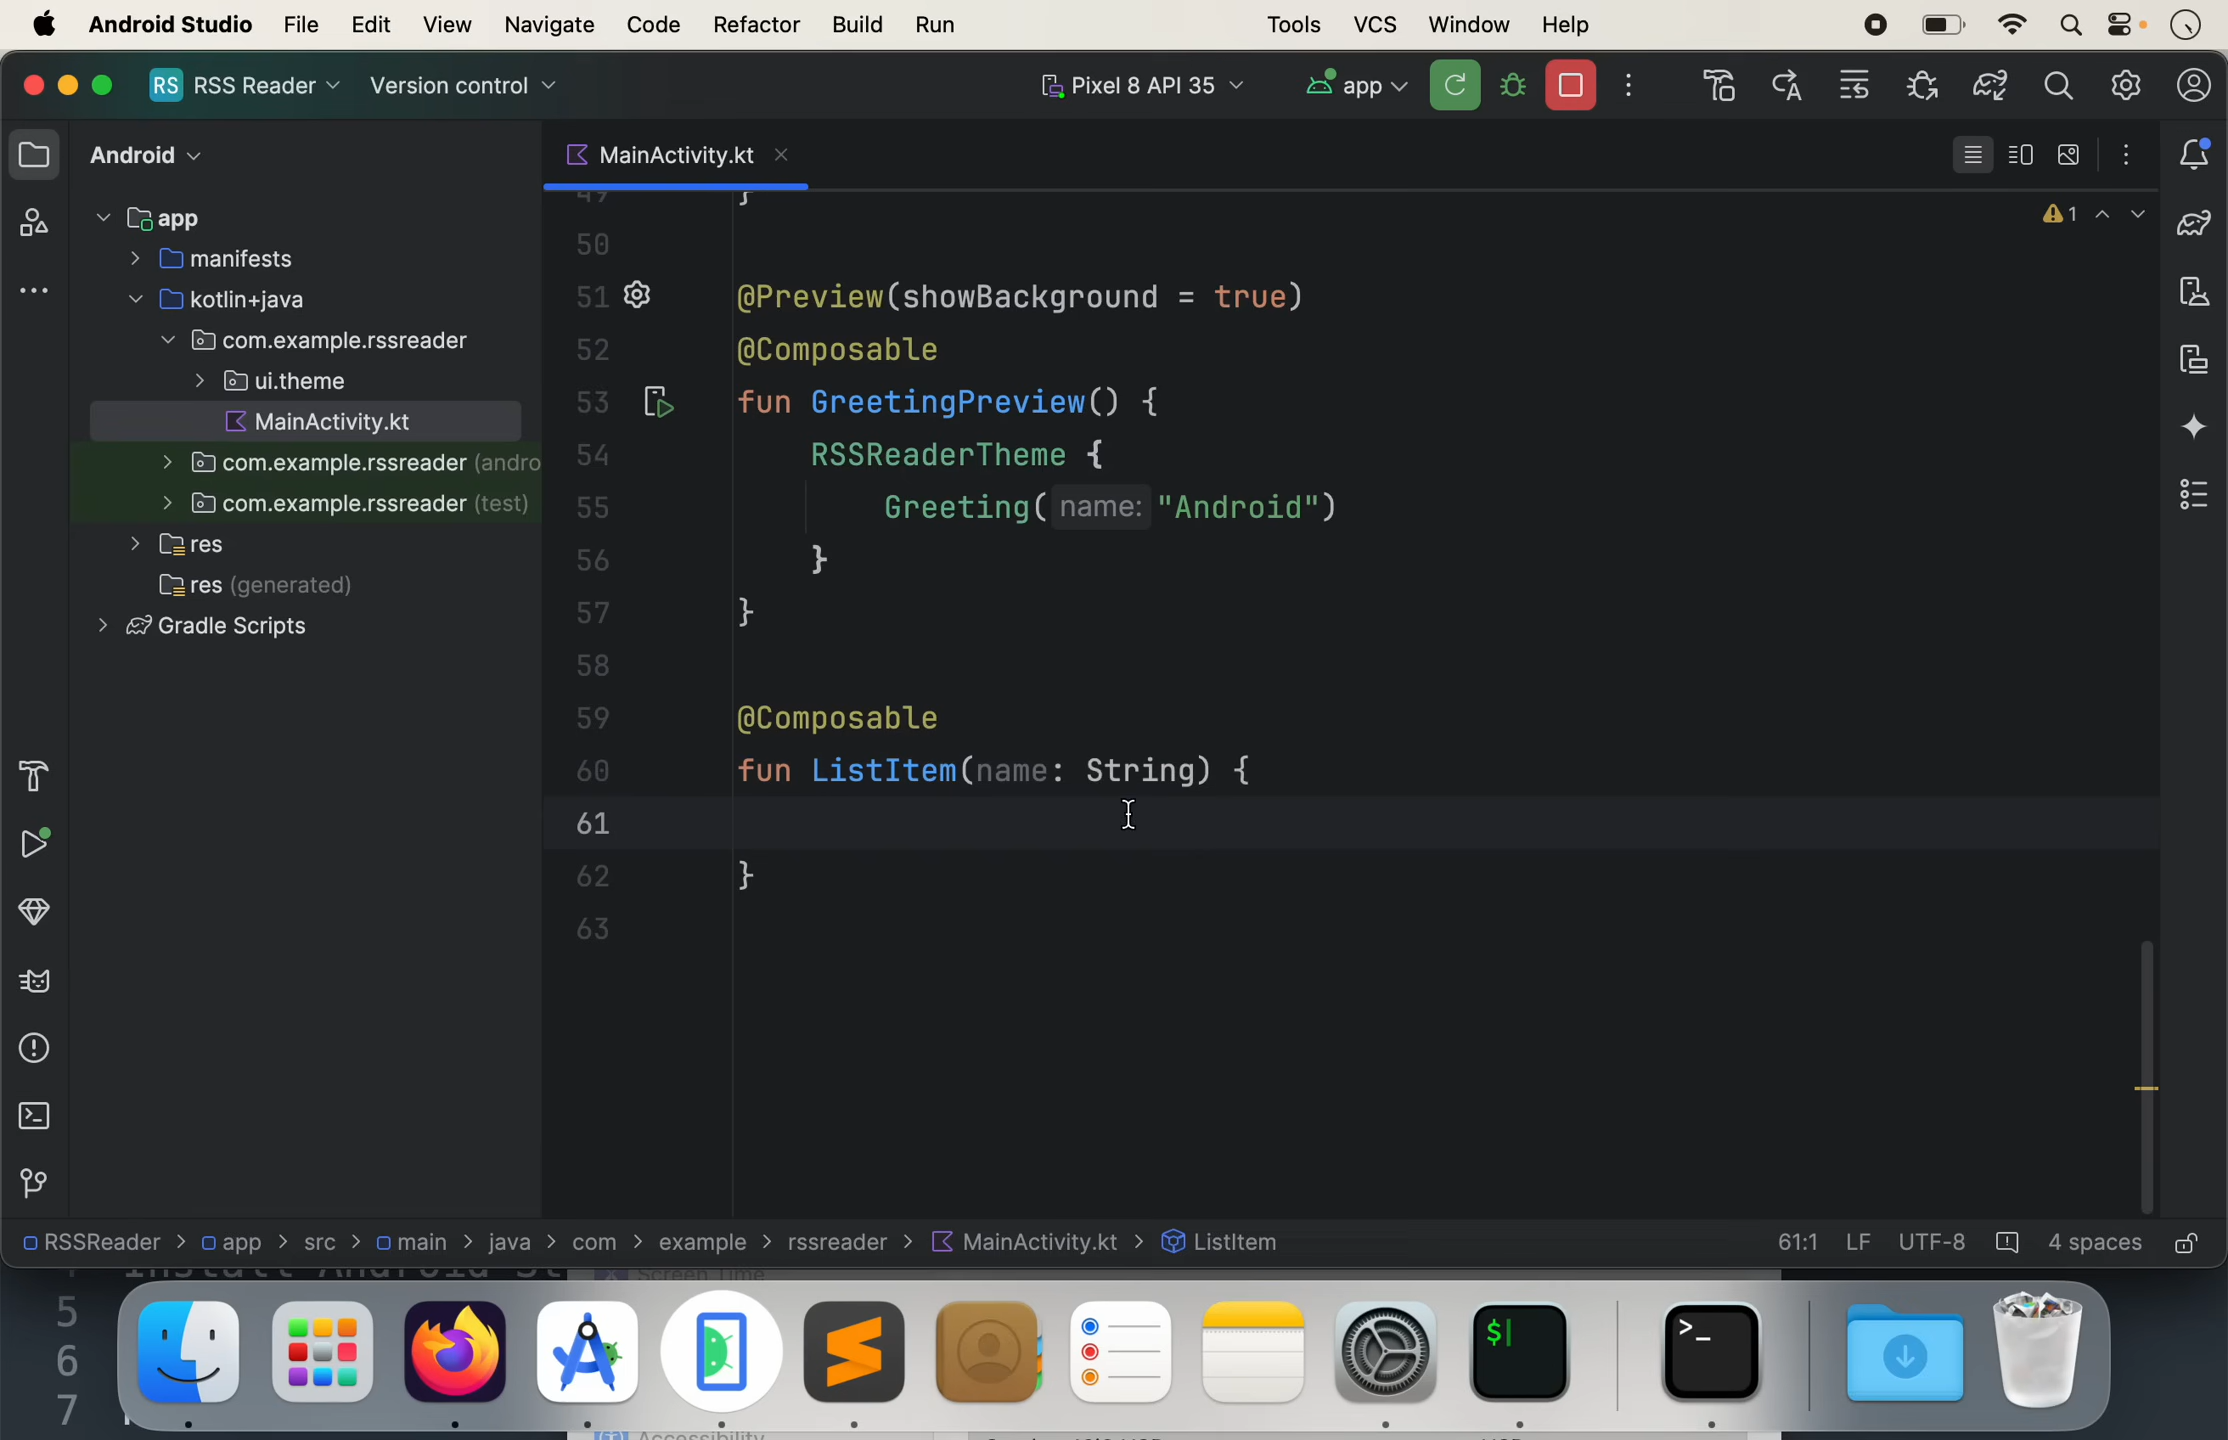 Android Studio File Edit View Navigate Code Refactor Build Run Tools VCS Window Help
RS RSS Reader Version control Pixel 8 API 35 app
Android
MainActivity.kt
app
manifests
kotlin+java
com.example.rssreader
ui.theme
MainActivity.kt
com.example.rssreader (andro
com.example.rssreader (test)
res
res (generated)
Gradle Scripts
1
49 }
50
51 @Preview(showBackground = true)
52 @Composable
53 fun GreetingPreview() {
54 RSSReaderTheme {
55 Greeting( name: "Android")
56 }
57 }
58
59 @Composable
60 fun ListItem(name: String) {
61
62 }
63
RSSReader > app > src > main > java > com > example > rssreader > MainActivity.kt > ListItem 61:1 LF UTF-8 4 spaces
Screen Time
5
6
7
$
>_
Accessibility